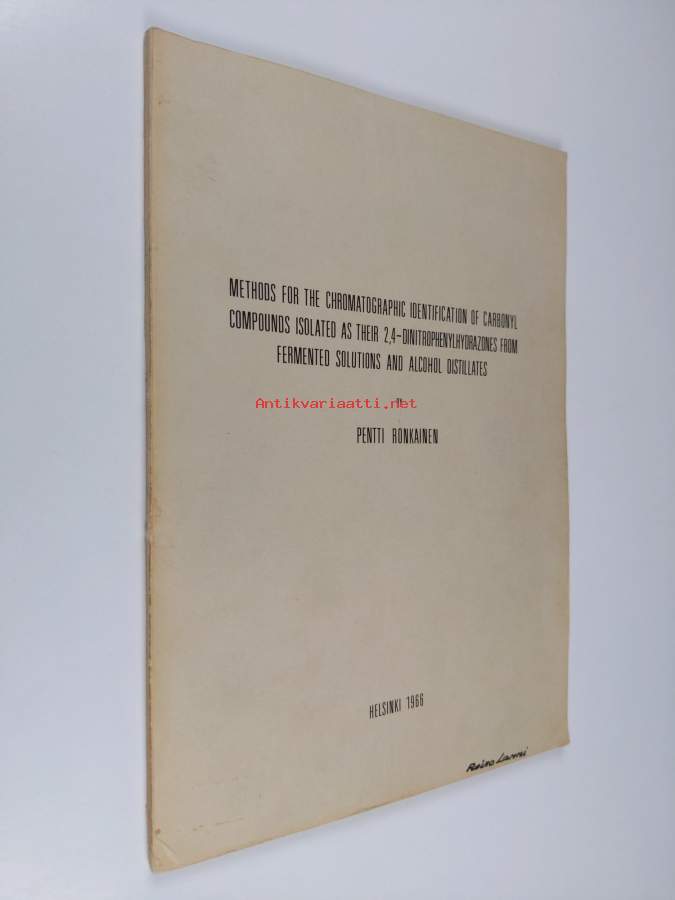 METHODS FOR THE CHROMATOGRAPHIC IDENTIFICATION OF CARBONYL
COMPOUNDS ISOLATED AS THEIR 2,4-DINITROPHENYLHYDRAZONES FROM
FERMENTED SOLUTIONS AND ALCOHOL DISTILLATES
Antikvariaatti.net
PENTTI RONKAINEN
HELSINKI 1966
Reino